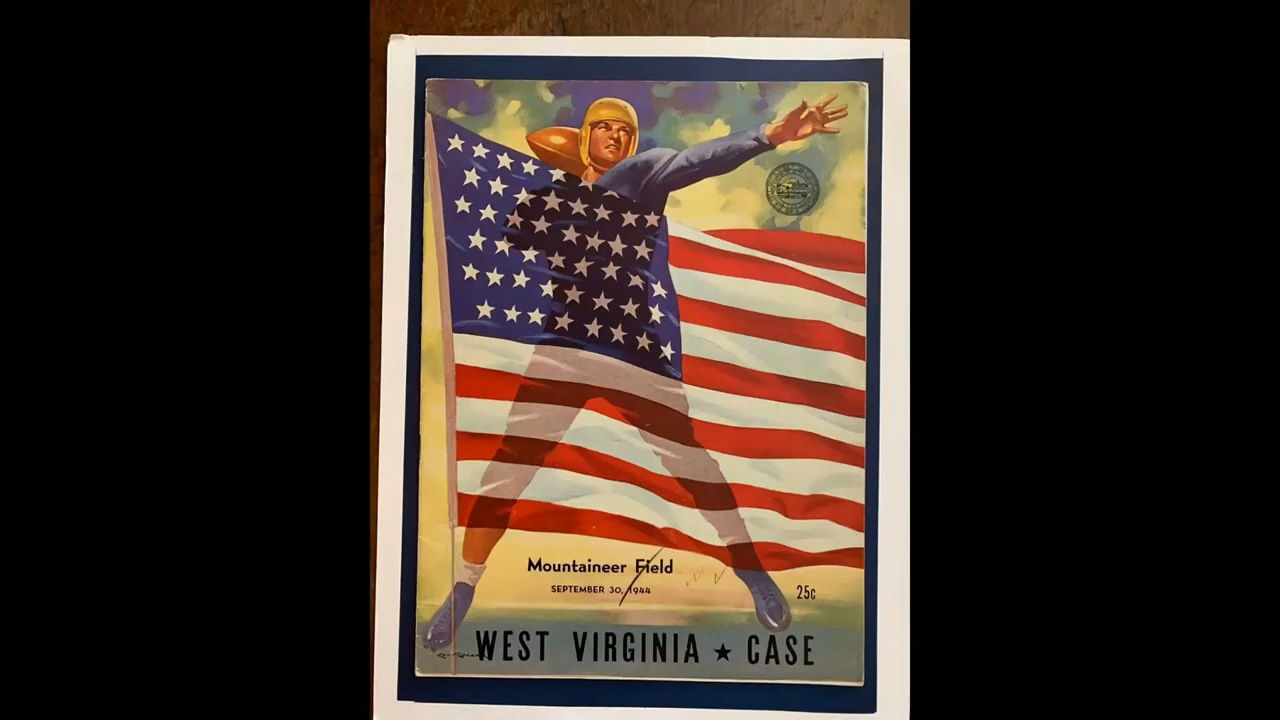 Mountaineer Field
SEPTEMBER 30, 1944
25c
WEST VIRGINIA ★ CASE